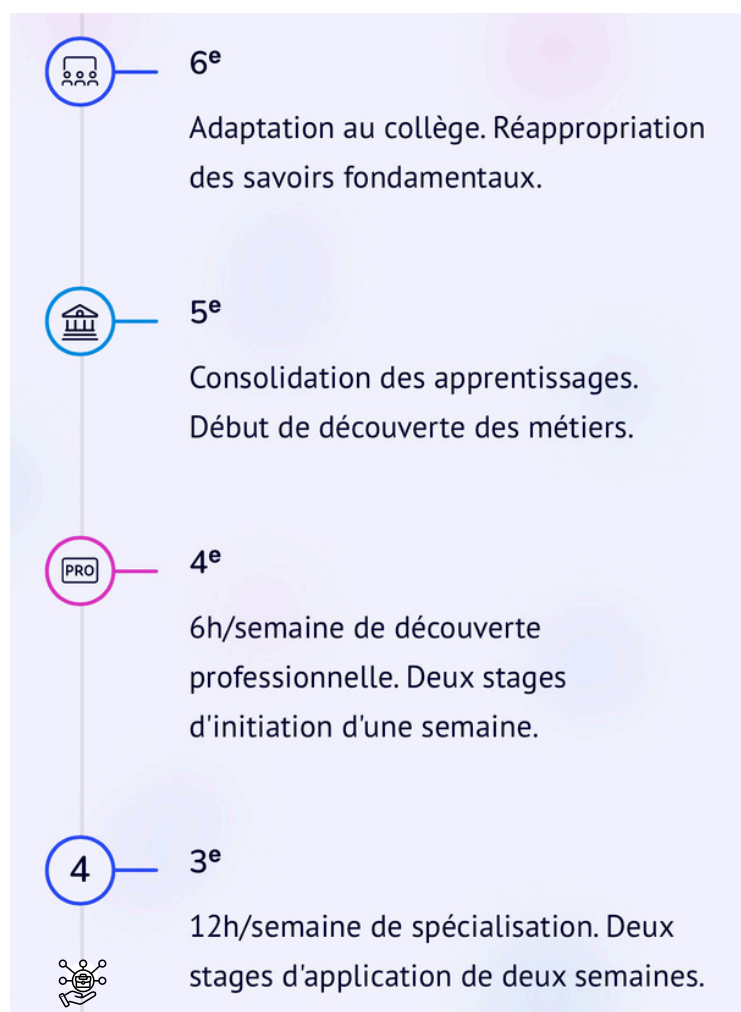 6e
Adaptation au collège. Réappropriation
des savoirs fondamentaux.
5e
Consolidation des apprentissages.
Début de découverte des métiers.
PRO
4e
6h/semaine de découverte
professionnelle. Deux stages
d'initiation d'une semaine.
4
3e
12h/semaine de spécialisation. Deux
stages d'application de deux semaines.